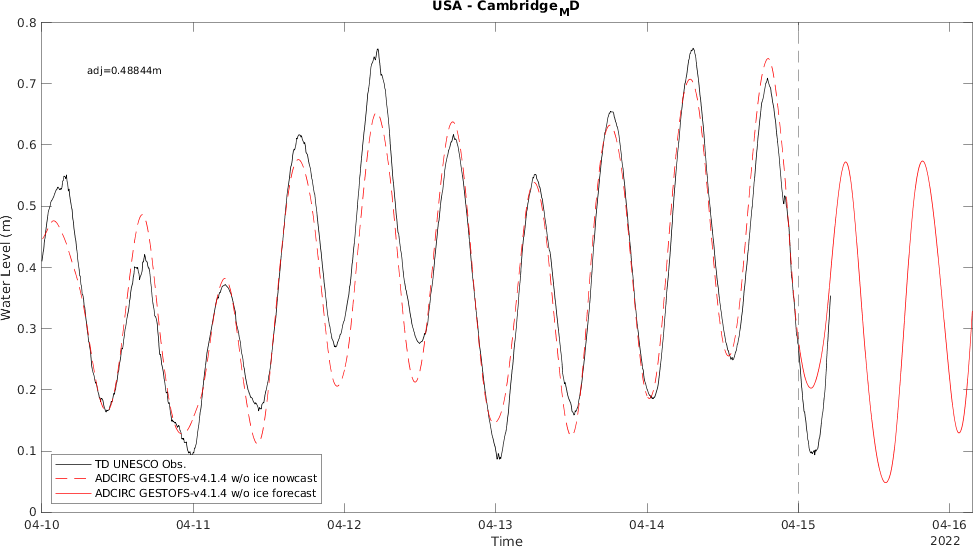 USA - Cambridge_MD
0.8
0.7
0.6
0.5
0.4
0.3
0.2
0.1
0
Water Level (m)
adj=0.48844m
TD UNESCO Obs.
ADCIRC GESTOFS-v4.1.4 w/o ice nowcast
ADCIRC GESTOFS-v4.1.4 w/o ice forecast
04-10 04-11 04-12 04-13 04-14 04-15 04-16
Time
2022